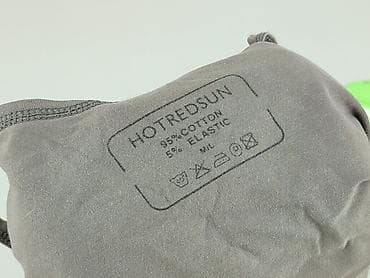 HOTREDSUN
95% COTTON
5% ELASTIC
M/L